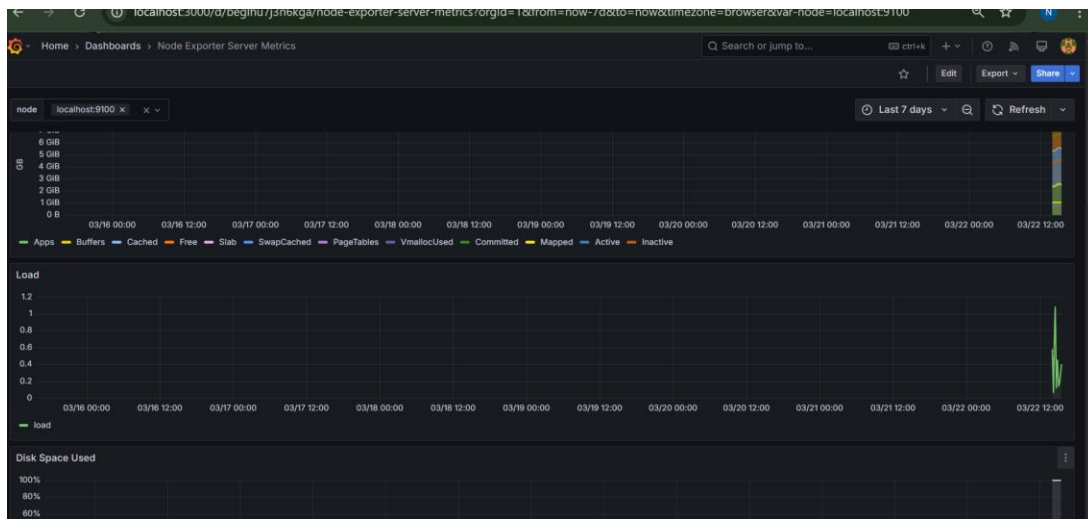 localhost:3000/d/beglhu7j3n6kga/node-exporter-server-metrics?orgId=1&from=now-7d&to=now&timezone=browser&var-node=localhost:9100
N
Home › Dashboards › Node Exporter Server Metrics
Search or jump to...
ctrl+k
Edit
Export
Share
node
localhost:9100
Last 7 days
Refresh
GB
6 GiB
5 GiB
4 GiB
3 GiB
2 GiB
1 GiB
0 B
03/16 00:00 03/16 12:00 03/17 00:00 03/17 12:00 03/18 00:00 03/18 12:00 03/19 00:00 03/19 12:00 03/20 00:00 03/20 12:00 03/21 00:00 03/21 12:00 03/22 00:00 03/22 12:00
Apps Buffers Cached Free Slab SwapCached PageTables VmallocUsed Committed Mapped Active Inactive
Load
1.2
1
0.8
0.6
0.4
0.2
0
03/16 00:00 03/16 12:00 03/17 00:00 03/17 12:00 03/18 00:00 03/18 12:00 03/19 00:00 03/19 12:00 03/20 00:00 03/20 12:00 03/21 00:00 03/21 12:00 03/22 00:00 03/22 12:00
load
Disk Space Used
100%
80%
60%